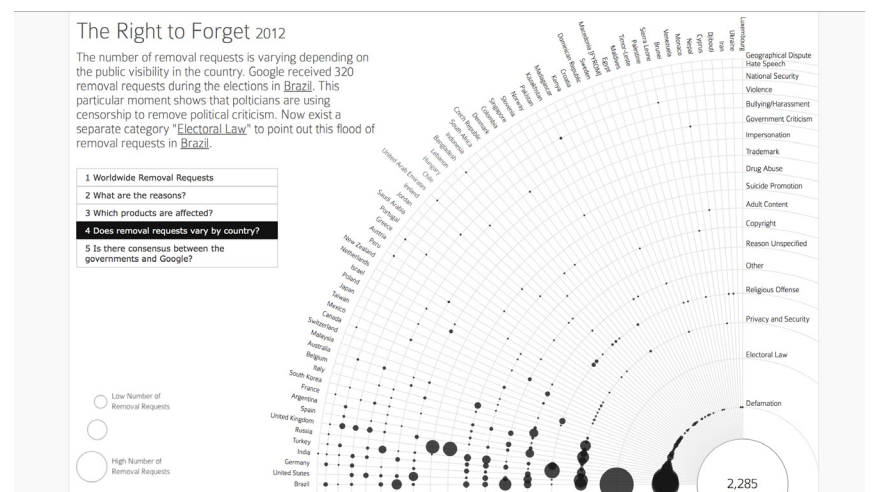 The Right to Forget 2012
The number of removal requests is varying depending on
the public visibility in the country. Google received 320
removal requests during the elections in Brazil. This
particular moment shows that polticians are using
censorship to remove political criticism. Now exist a
separate category "Electoral Law" to point out this flood of
removal requests in Brazil.
1 Worldwide Removal Requests
2 What are the reasons?
3 Which products are affected?
4 Does removal requests vary by country?
5 Is there consensus between the
governments and Google?
Low Number of
Removal Requests
High Number of
Removal Requests
Brazil
United States
Germany
India
Turkey
Russia
United Kingdom
Spain
Argentina
France
South Korea
Italy
Belgium
Australia
Malaysia
Switzerland
Canada
Mexico
Taiwan
Japan
Poland
Israel
Netherlands
New Zealand
Peru
Austria
Greece
Portugal
Saudi Arabia
Jordan
Ireland
United Arab Emirates
Chile
Hungary
Lebanon
Bangladesh
Indonesia
South Africa
Czech Republic
Denmark
Colombia
Singapore
Slovenia
Norway
Pakistan
Kazakhstan
Madagascar
Kenya
Croatia
Dominican Republic
Sweden
Macedonia [FYROM]
Egypt
Maldives
Timor-Leste
Palestine
Sierra Leone
Brunei
Venezuela
Monaco
Nepal
Cyprus
Djibouti
Iran
Ukraine
Luxembourg
Geographical Dispute
Hate Speech
National Security
Violence
Bullying/Harassment
Government Criticism
Impersonation
Trademark
Drug Abuse
Suicide Promotion
Adult Content
Copyright
Reason Unspecified
Other
Religious Offense
Privacy and Security
Electoral Law
Defamation
2,285